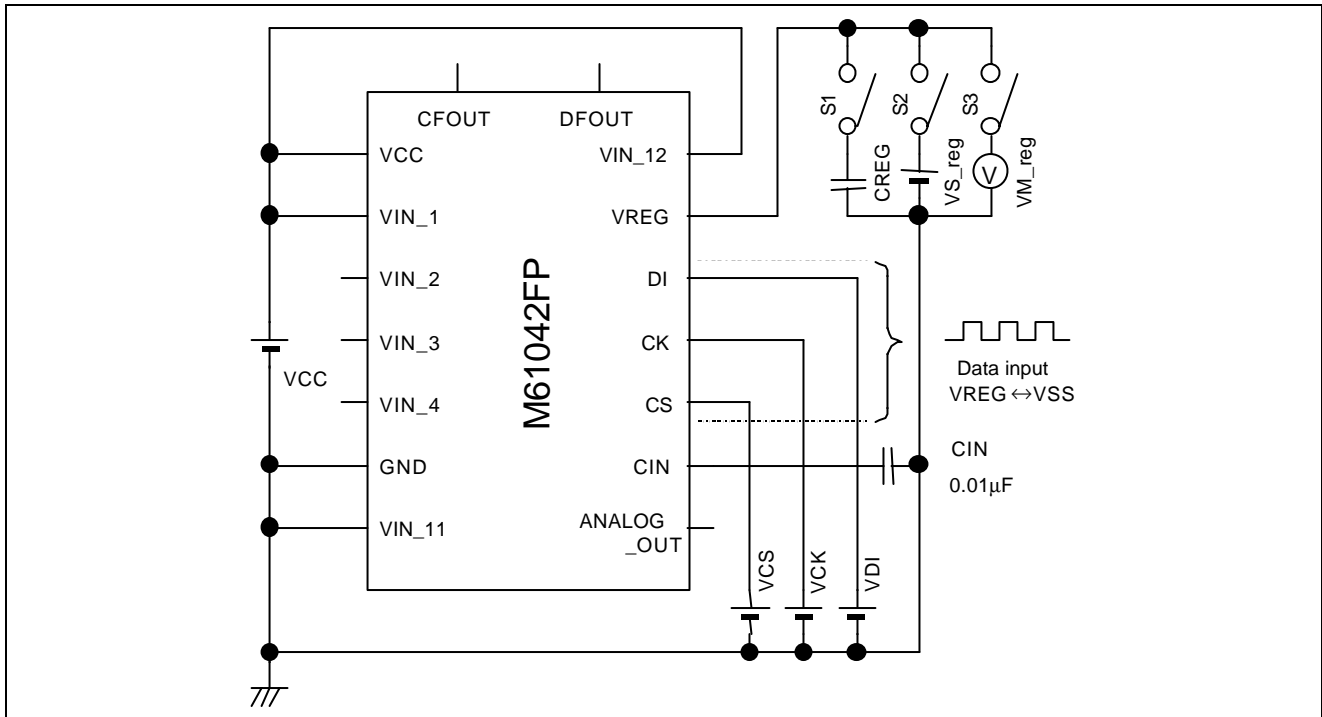 CFOUT
DFOUT
VCC
VIN_1
VIN_2
VIN_3
VIN_4
GND
VIN_11
M61042FP
VIN_12
VREG
DI
CK
CS
CIN
ANALOG
_OUT
VCC
S1
S2
S3
CREG
VS_reg
V
VM_reg
Data input
VREG↔VSS
CIN
0.01µF
VCS
VCK
VDI